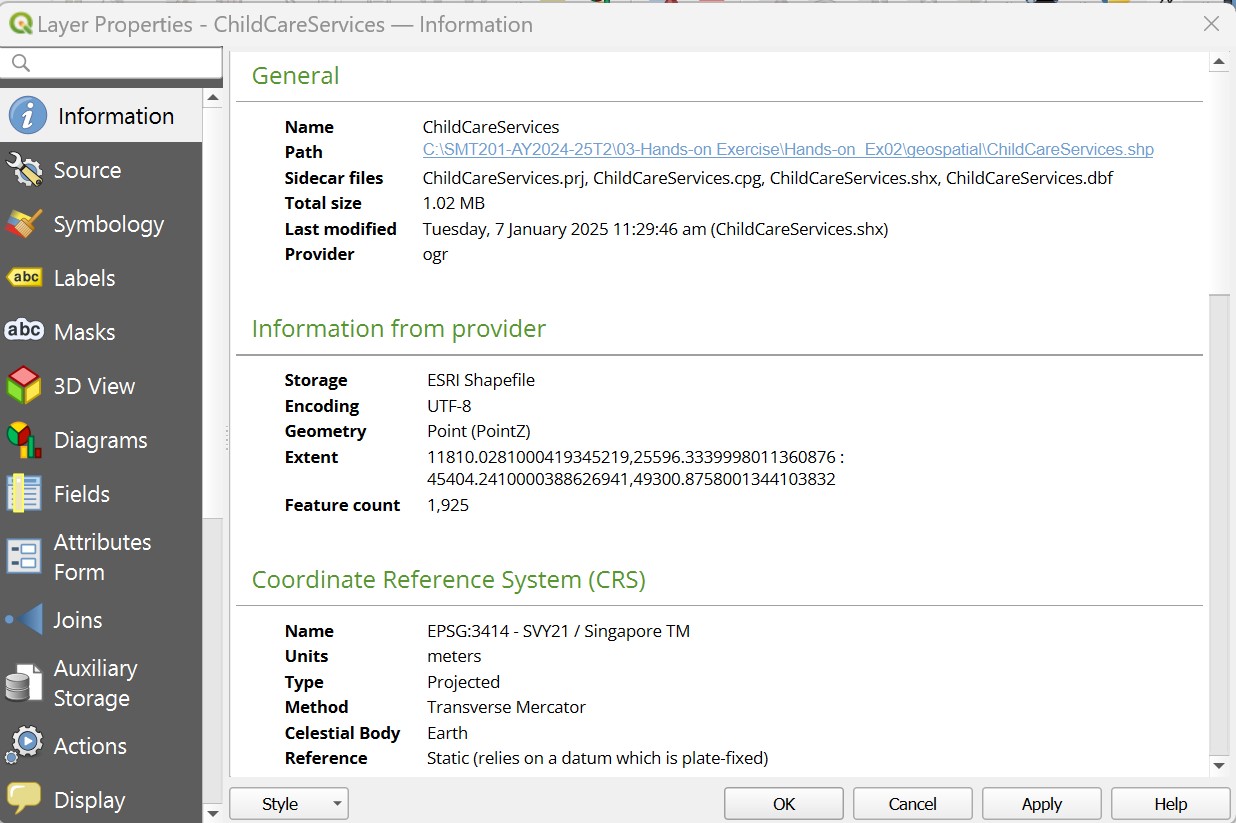 Layer Properties - ChildCareServices — Information
Information
Source
Symbology
abc Labels
abc Masks
3D View
Diagrams
Fields
Attributes
Form
Joins
Auxiliary
Storage
Actions
Display
General
Name ChildCareServices
Path C:\SMT201-AY2024-25T2\03-Hands-on Exercise\Hands-on_Ex02\geospatial\ChildCareServices.shp
Sidecar files ChildCareServices.prj, ChildCareServices.cpg, ChildCareServices.shx, ChildCareServices.dbf
Total size 1.02 MB
Last modified Tuesday, 7 January 2025 11:29:46 am (ChildCareServices.shx)
Provider ogr
Information from provider
Storage ESRI Shapefile
Encoding UTF-8
Geometry Point (PointZ)
Extent 11810.0281000419345219,25596.3339998011360876 :
45404.2410000388626941,49300.8758001344103832
Feature count 1,925
Coordinate Reference System (CRS)
Name EPSG:3414 - SVY21 / Singapore TM
Units meters
Type Projected
Method Transverse Mercator
Celestial Body Earth
Reference Static (relies on a datum which is plate-fixed)
Style OK Cancel Apply Help